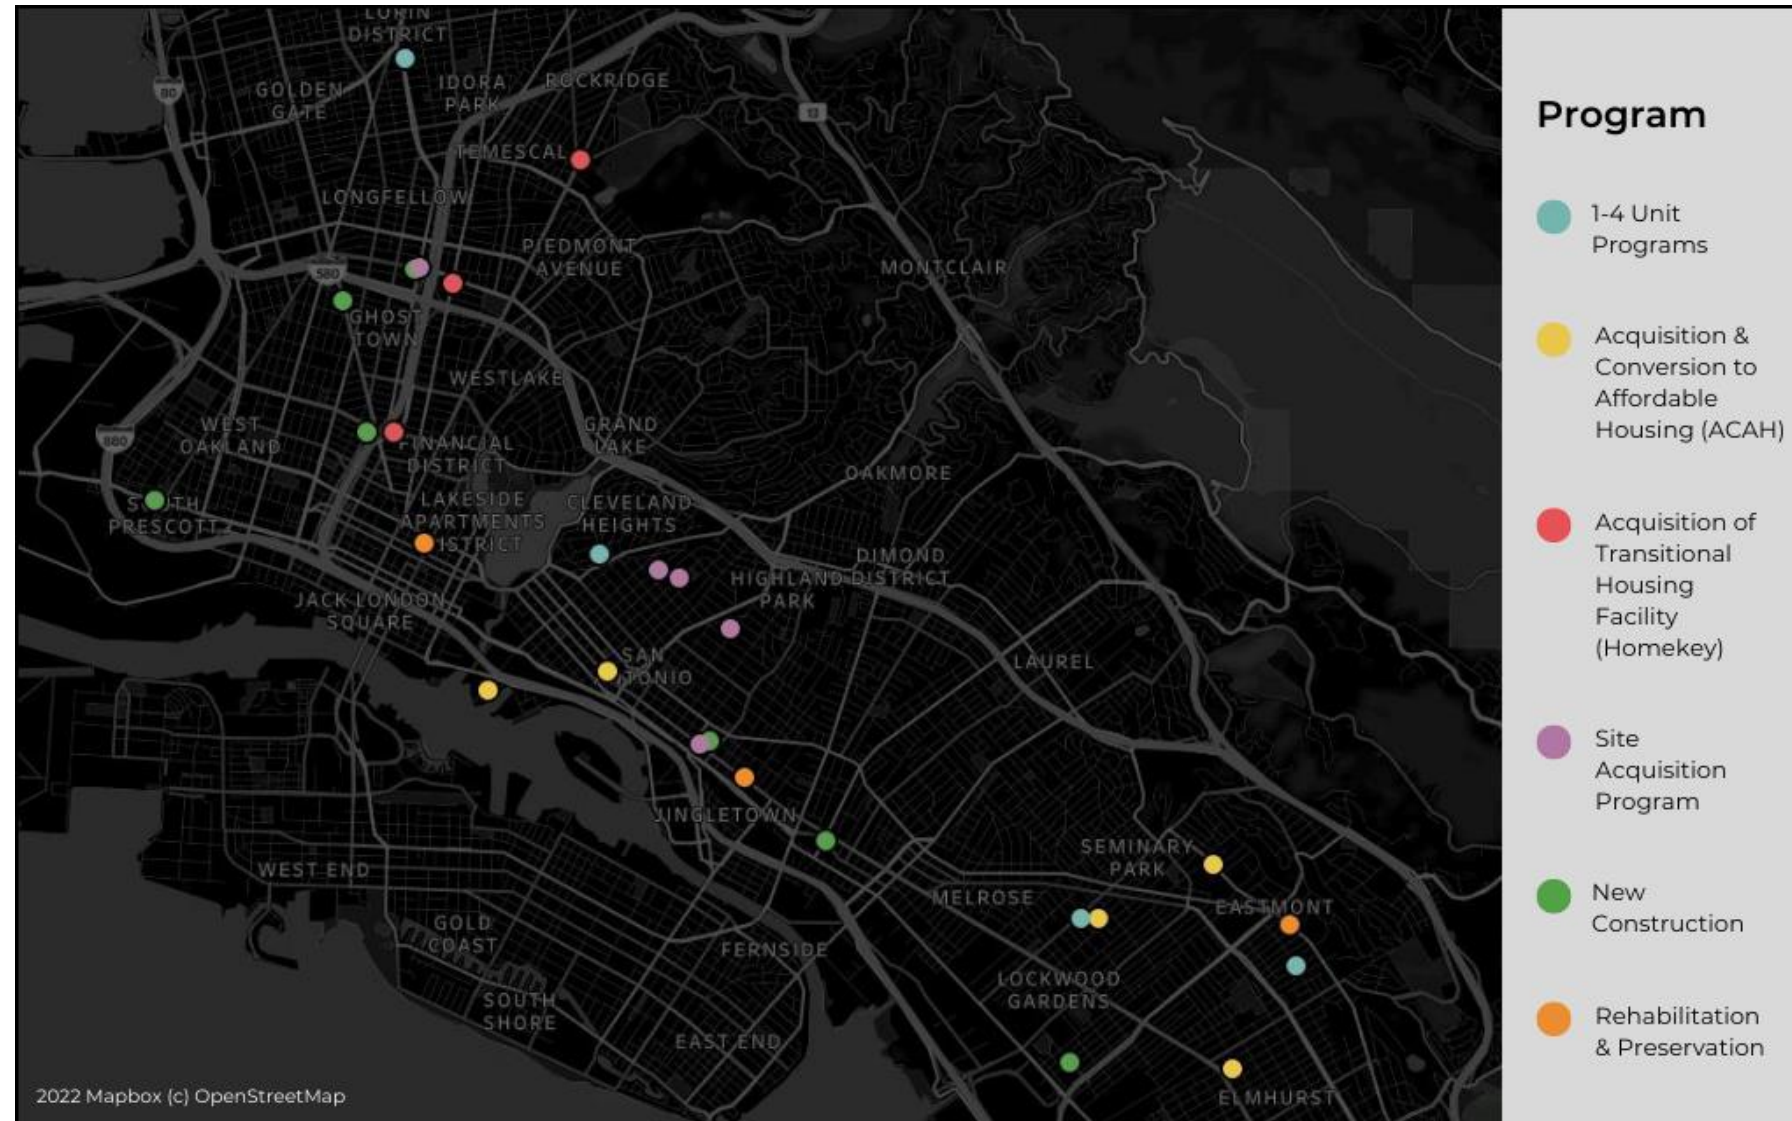 LORIN
DISTRICT
IDORA
PARK
ROCKRIDGE
80
GOLDEN
GATE
13
TEMESCAL
LONGFELLOW
PIEDMONT
AVENUE
MONTCLAIR
580
GHOST
TOWN
WESTLAKE
WEST
OAKLAND
880
FINANCIAL
DISTRICT
GRAND
LAKE
OAKMORE
PRESCOTT
LAKESIDE
APARTMENTS
CLEVELAND
HEIGHTS
DIMOND
DISTRICT
HIGHLAND
PARK
JACK LONDON
SQUARE
SAN
LAUREL
JINGLETOWN
WEST END
SEMINARY
PARK
MELROSE
EASTMONT
GOLD
COAST
FERNSIDE
LOCKWOOD
GARDENS
SOUTH
SHORE
EAST END
ELMHURST
2022 Mapbox (c) OpenStreetMap
Program
1-4 Unit
Programs
Acquisition &
Conversion to
Affordable
Housing (ACAH)
Acquisition of
Transitional
Housing
Facility
(Homekey)
Site
Acquisition
Program
New
Construction
Rehabilitation
& Preservation